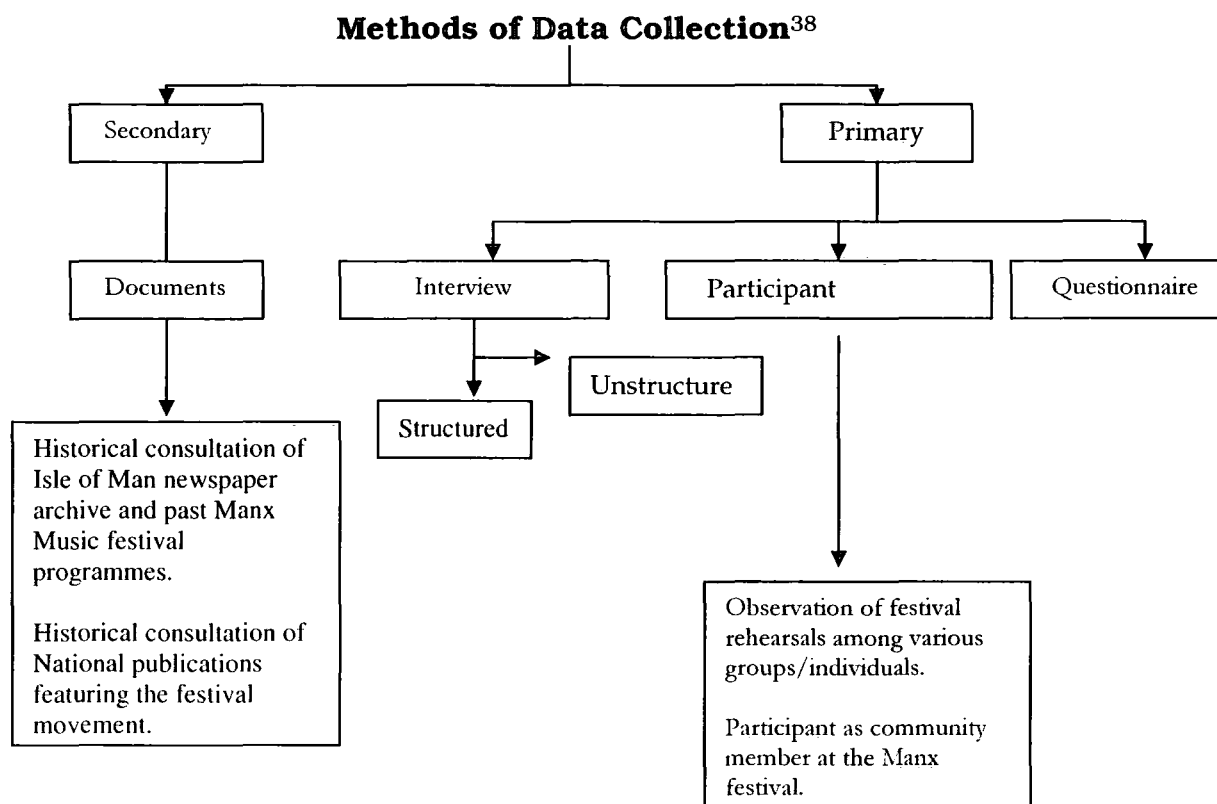 Methods of Data Collection38
Secondary
Primary
Documents
Interview
Participant
Questionnaire
Unstructure
Structured
Historical consultation of
Isle of Man newspaper
archive and past Manx
Music festival
programmes.
Historical consultation of
National publications
featuring the festival
movement.
Observation of festival
rehearsals among various
groups/individuals.
Participant as community
member at the Manx
festival.